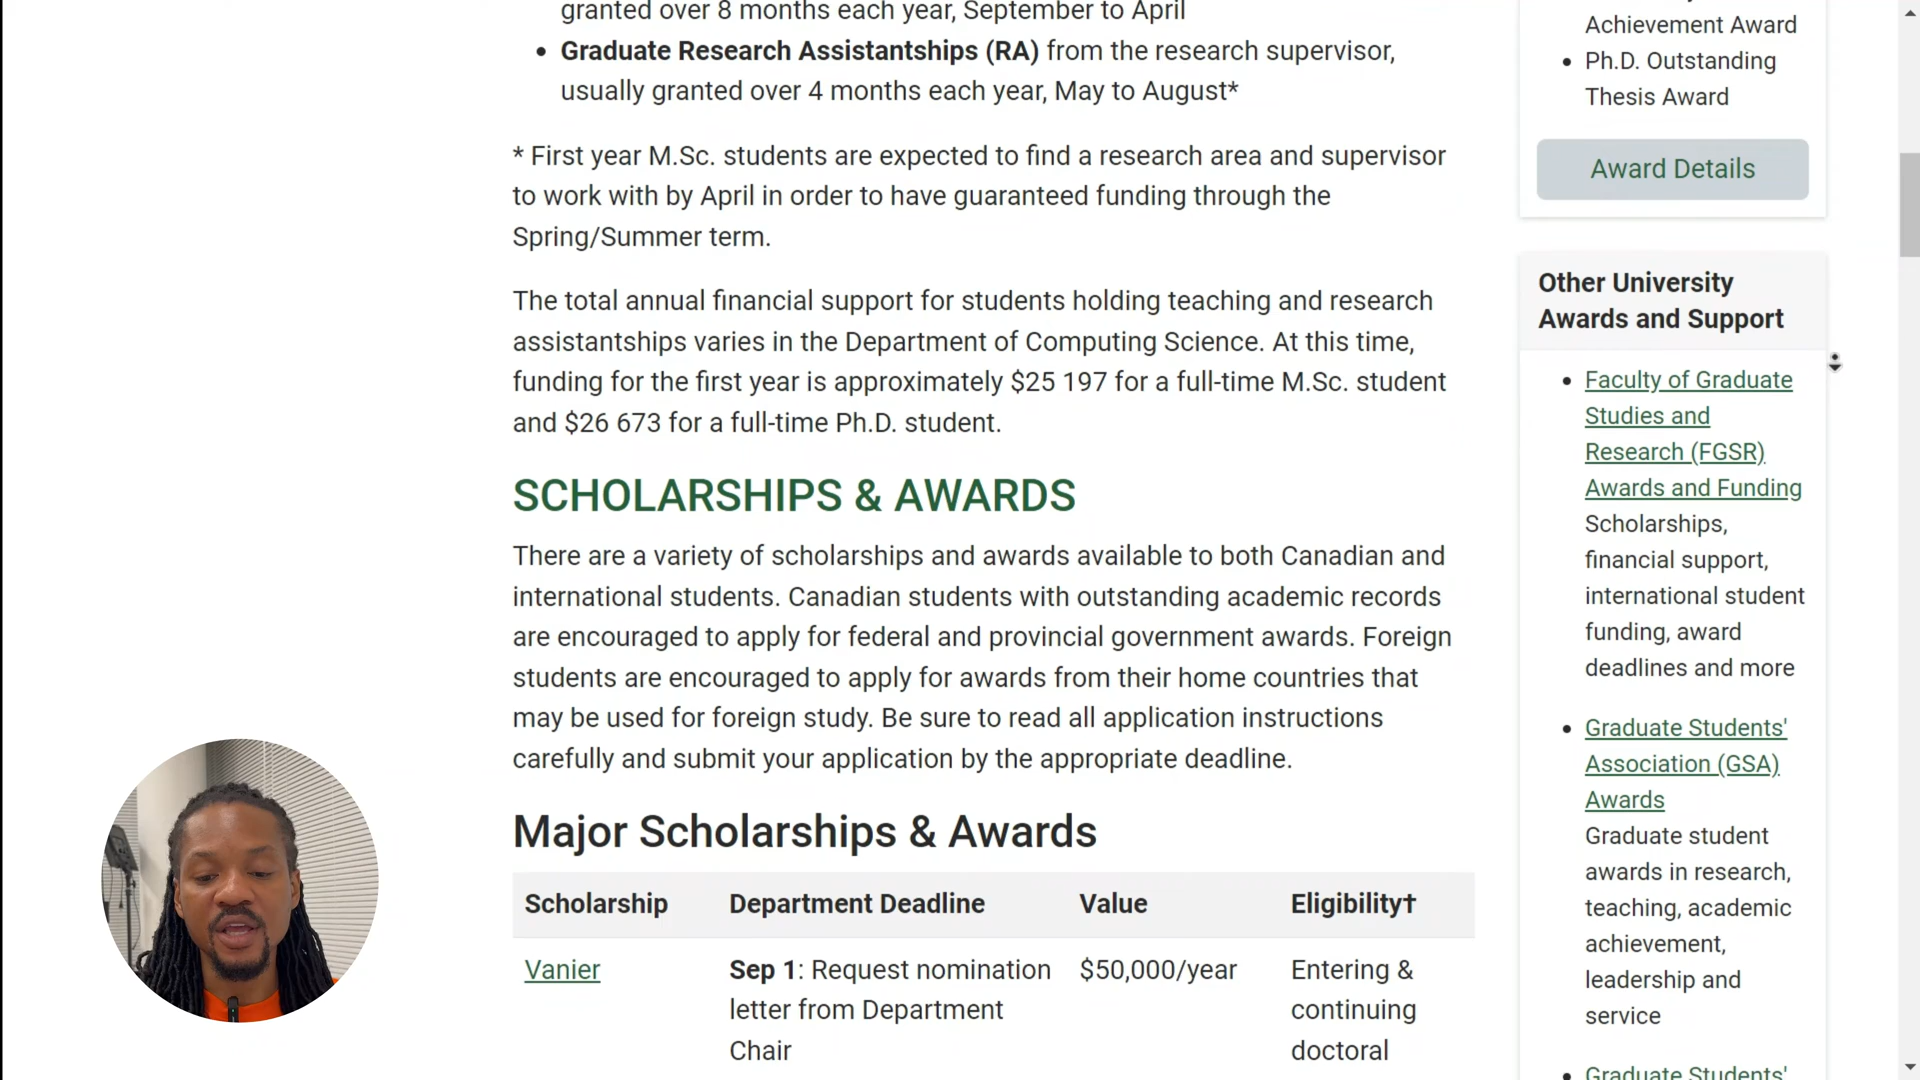 granted over 8 months each year, September to April
• Graduate Research Assistantships (RA) from the research supervisor,
usually granted over 4 months each year, May to August*
* First year M.Sc. students are expected to find a research area and supervisor
to work with by April in order to have guaranteed funding through the
Spring/Summer term.
The total annual financial support for students holding teaching and research
assistantships varies in the Department of Computing Science. At this time,
funding for the first year is approximately $25 197 for a full-time M.Sc. student
and $26 673 for a full-time Ph.D. student.
SCHOLARSHIPS & AWARDS
There are a variety of scholarships and awards available to both Canadian and
international students. Canadian students with outstanding academic records
are encouraged to apply for federal and provincial government awards. Foreign
students are encouraged to apply for awards from their home countries that
may be used for foreign study. Be sure to read all application instructions
carefully and submit your application by the appropriate deadline.
Major Scholarships & Awards
Scholarship Department Deadline Value Eligibility†
Vanier Sep 1: Request nomination $50,000/year Entering &
letter from Department continuing
Chair doctoral
Achievement Award
• Ph.D. Outstanding
Thesis Award
Award Details
Other University
Awards and Support
• Faculty of Graduate
Studies and
Research (FGSR)
Awards and Funding
Scholarships,
financial support,
international student
funding, award
deadlines and more
• Graduate Students'
Association (GSA)
Awards
Graduate student
awards in research,
teaching, academic
achievement,
leadership and
service
• Graduate Students'